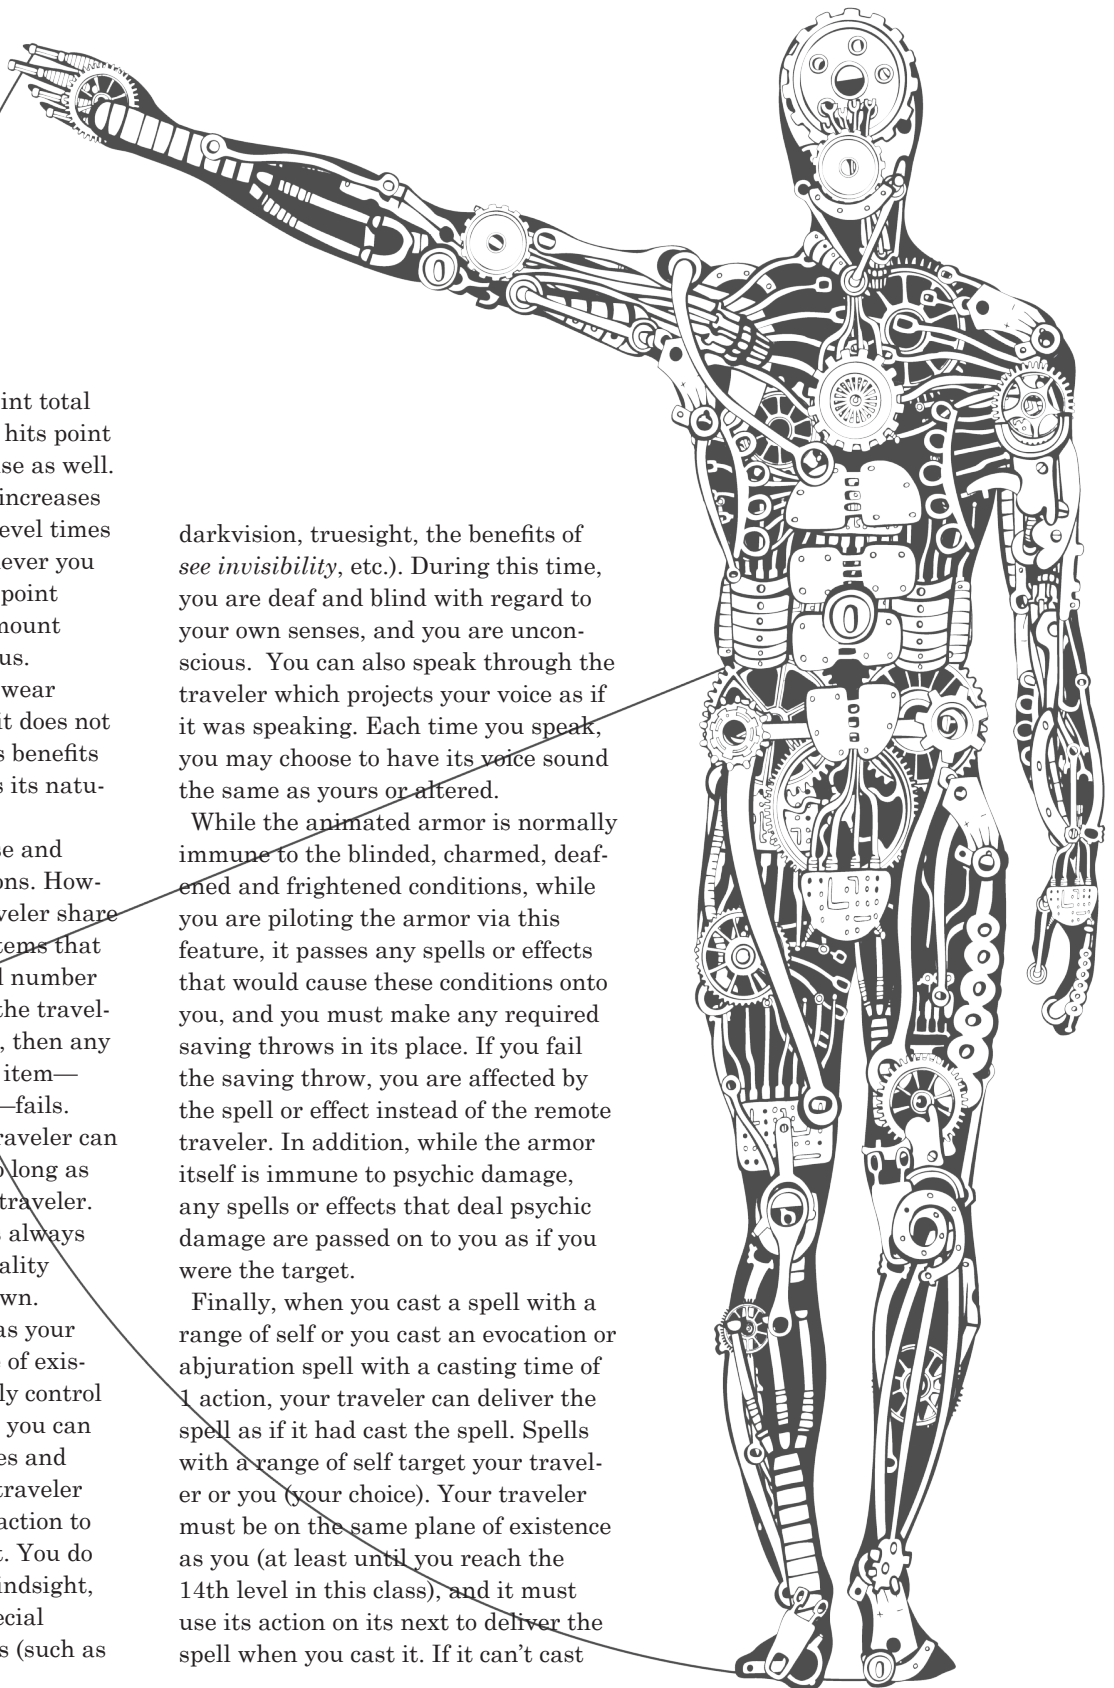 int total
hits point
se as well.
increases
evel times
ever you
point
nount
us.
wear
it does not
s benefits
s its natu-
se and
ons. How-
veler share
tems that
l number
the travel-
, then any
item—
—fails.
raveler can
o long as
traveler.
s always
ality
wn.
as your
e of exis-
ly control
you can
es and
traveler
action to
t. You do
indsight,
ecial
s (such as
darkvision, truesight, the benefits of
see invisibility, etc.). During this time,
you are deaf and blind with regard to
your own senses, and you are uncon-
scious.  You can also speak through the
traveler which projects your voice as if
it was speaking. Each time you speak,
you may choose to have its voice sound
the same as yours or altered.
While the animated armor is normally
immune to the blinded, charmed, deaf-
ened and frightened conditions, while
you are piloting the armor via this
feature, it passes any spells or effects
that would cause these conditions onto
you, and you must make any required
saving throws in its place. If you fail
the saving throw, you are affected by
the spell or effect instead of the remote
traveler. In addition, while the armor
itself is immune to psychic damage,
any spells or effects that deal psychic
damage are passed on to you as if you
were the target.
Finally, when you cast a spell with a
range of self or you cast an evocation or
abjuration spell with a casting time of
1 action, your traveler can deliver the
spell as if it had cast the spell. Spells
with a range of self target your travel-
er or you (your choice). Your traveler
must be on the same plane of existence
as you (at least until you reach the
14th level in this class), and it must
use its action on its next to deliver the
spell when you cast it. If it can't cast